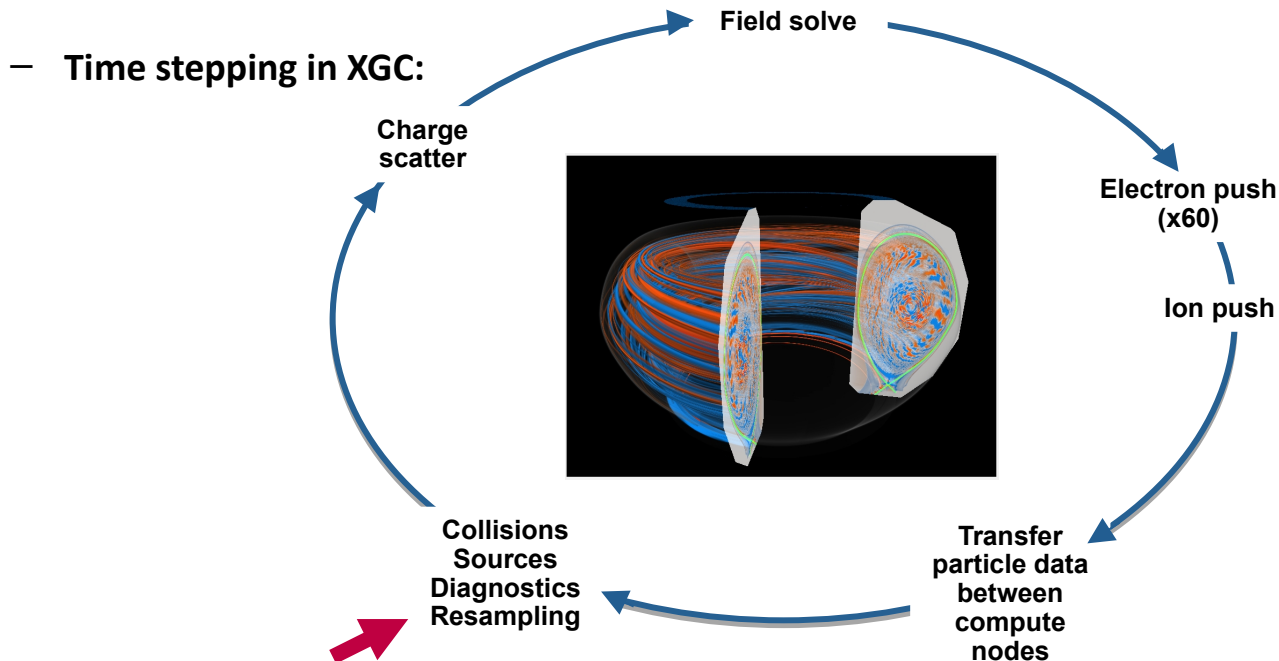 Field solve
– Time stepping in XGC:
Charge
scatter
Electron push
(x60)
Ion push
Collisions
Sources
Diagnostics
Resampling
Transfer
particle data
between
compute
nodes